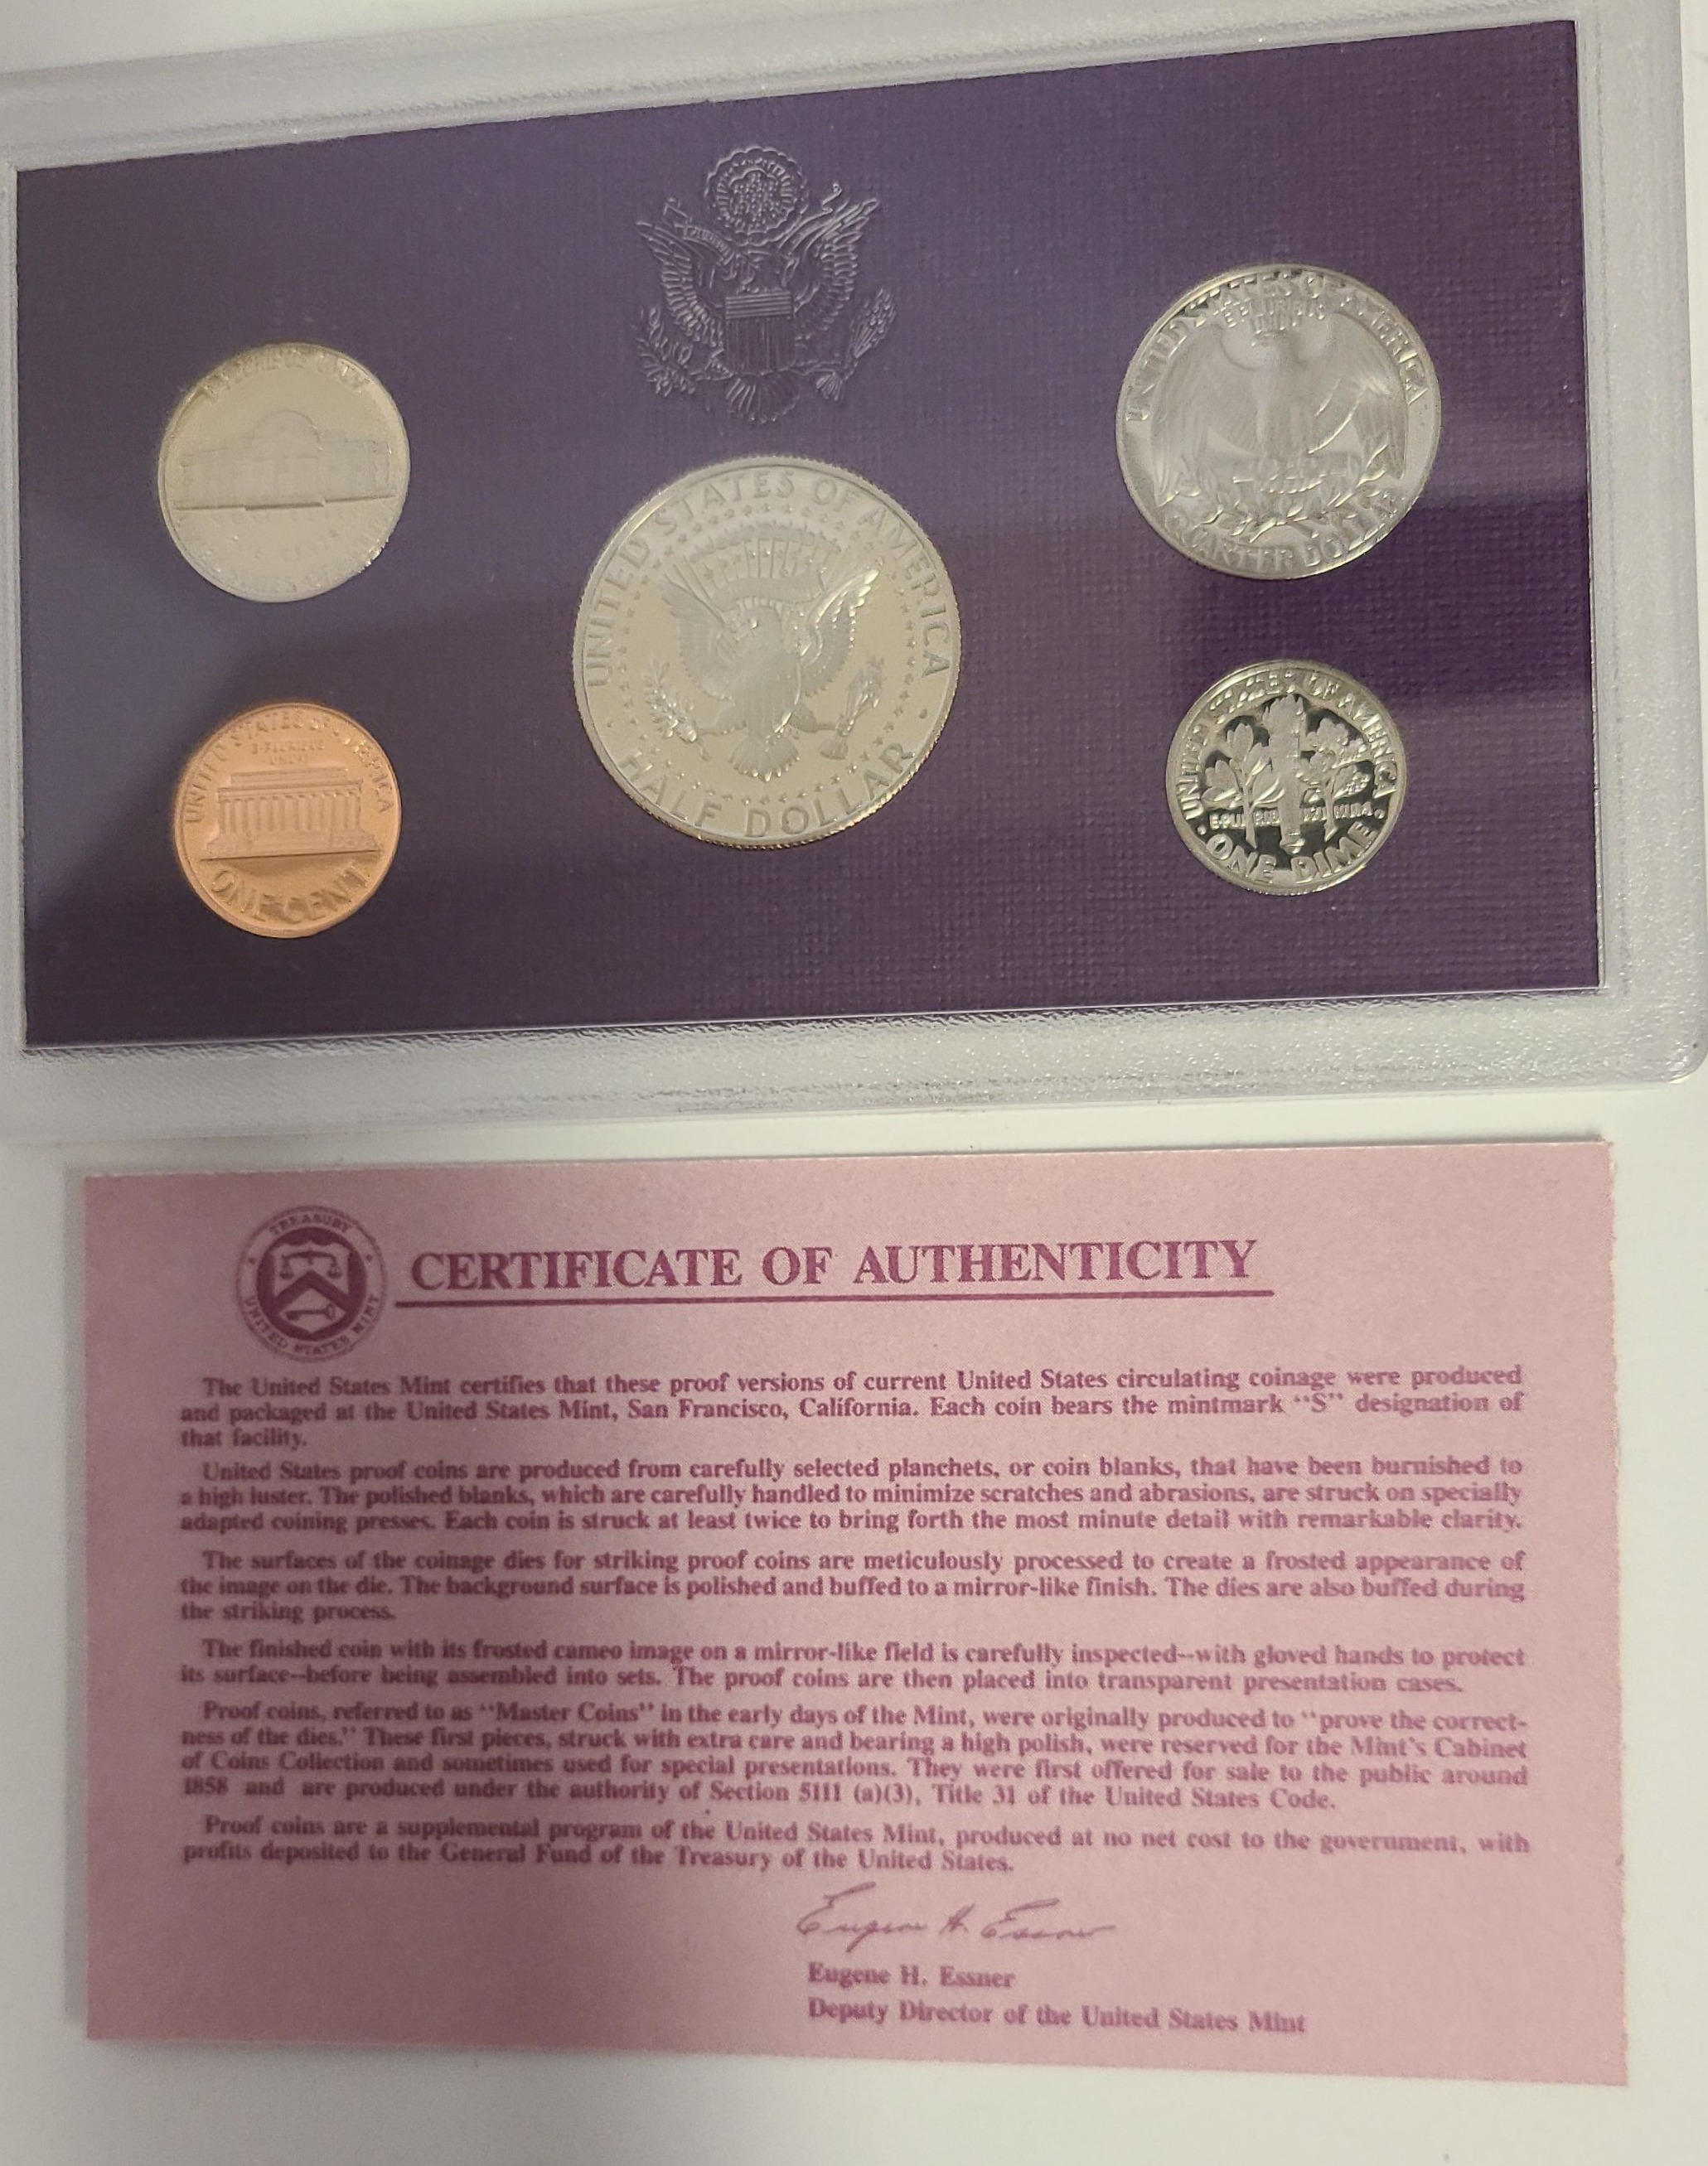 UNITED STATES OF AMERICA
E PLURIBUS
UNUM
QUARTER DOLLAR
UNITED STATES OF AMERICA
HALF DOLLAR
UNITED STATES OF AMERICA
E PLURIBUS
UNUM
ONE CENT
UNITED STATES OF AMERICA
ONE DIME
TREASURY
UNITED STATES MINT
CERTIFICATE OF AUTHENTICITY
The United States Mint certifies that these proof versions of current United States circulating coinage were produced
and packaged at the United States Mint, San Francisco, California. Each coin bears the mintmark "S" designation of
that facility.
United States proof coins are produced from carefully selected planchets, or coin blanks, that have been burnished to
a high luster. The polished blanks, which are carefully handled to minimize scratches and abrasions, are struck on specially
adapted coining presses. Each coin is struck at least twice to bring forth the most minute detail with remarkable clarity.
The surfaces of the coinage dies for striking proof coins are meticulously processed to create a frosted appearance of
the image on the die. The background surface is polished and buffed to a mirror-like finish. The dies are also buffed during
the striking process.
The finished coin with its frosted cameo image on a mirror-like field is carefully inspected--with gloved hands to protect
its surface--before being assembled into sets. The proof coins are then placed into transparent presentation cases.
Proof coins, referred to as "Master Coins" in the early days of the Mint, were originally produced to "prove the correct-
ness of the dies." These first pieces, struck with extra care and bearing a high polish, were reserved for the Mint's Cabinet
of Coins Collection and sometimes used for special presentations. They were first offered for sale to the public around
1858 and are produced under the authority of Section 5111 (a)(3), Title 31 of the United States Code.
Proof coins are a supplemental program of the United States Mint, produced at no net cost to the government, with
profits deposited to the General Fund of the Treasury of the United States.
Eugene H. Essner
Eugene H. Essner
Deputy Director of the United States Mint